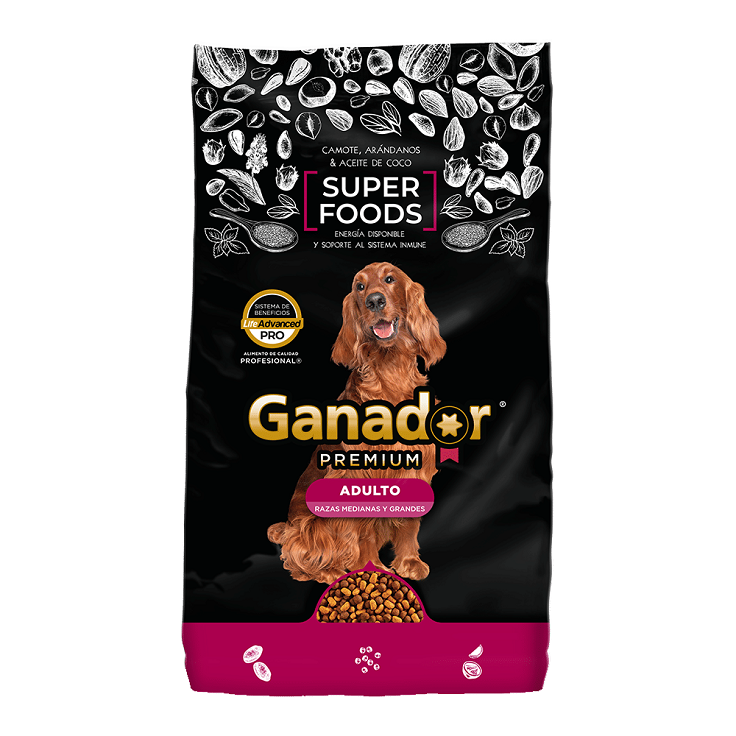 CAMOTE, ARÁNDANOS
& ACEITE DE COCO
SUPER
FOODS
ENERGÍA DISPONIBLE
Y SOPORTE AL SISTEMA INMUNE
SISTEMA DE
BENEFICIOS
LifeAdvanced
PRO
ALIMENTO DE CALIDAD
PROFESIONAL®
Ganador®
PREMIUM
ADULTO
RAZAS MEDIANAS Y GRANDES